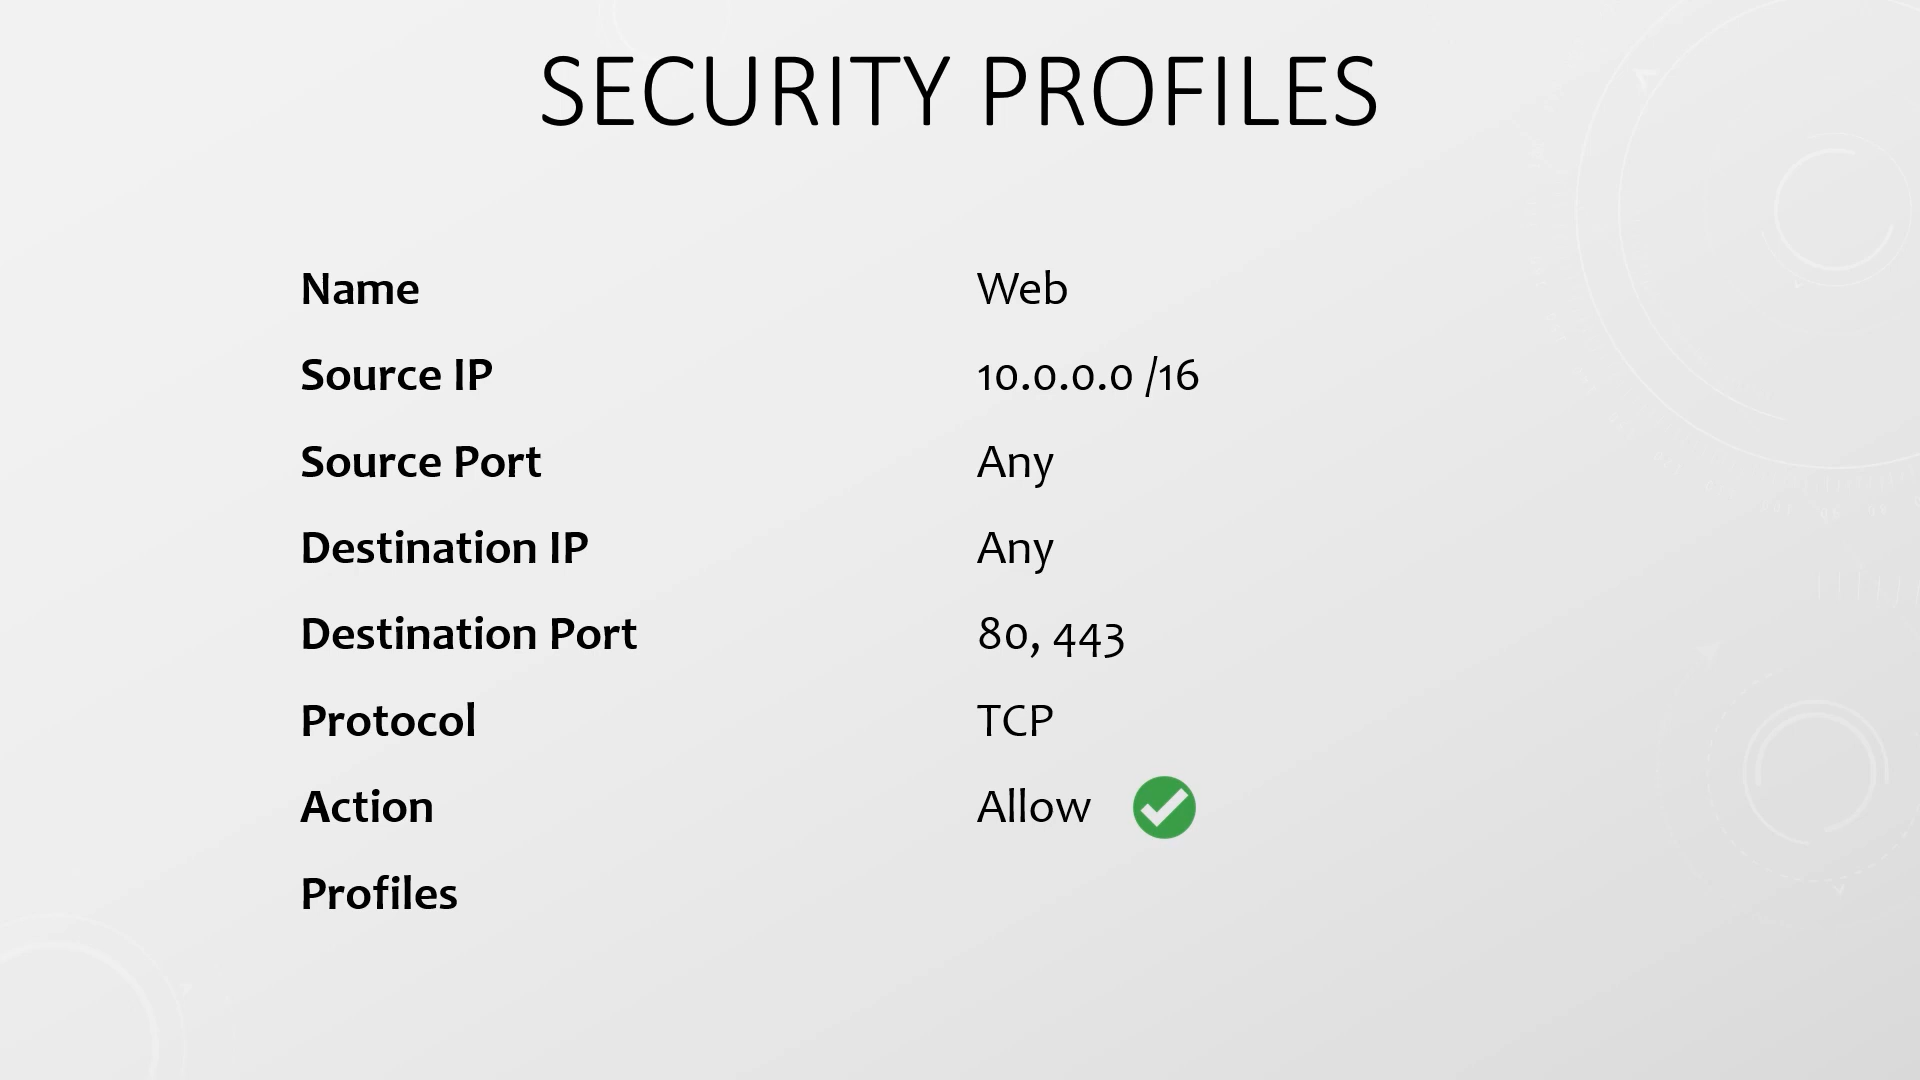 SECURITY PROFILES
Name Web
Source IP 10.0.0.0 /16
Source Port Any
Destination IP Any
Destination Port 80, 443
Protocol TCP
Action Allow
Profiles